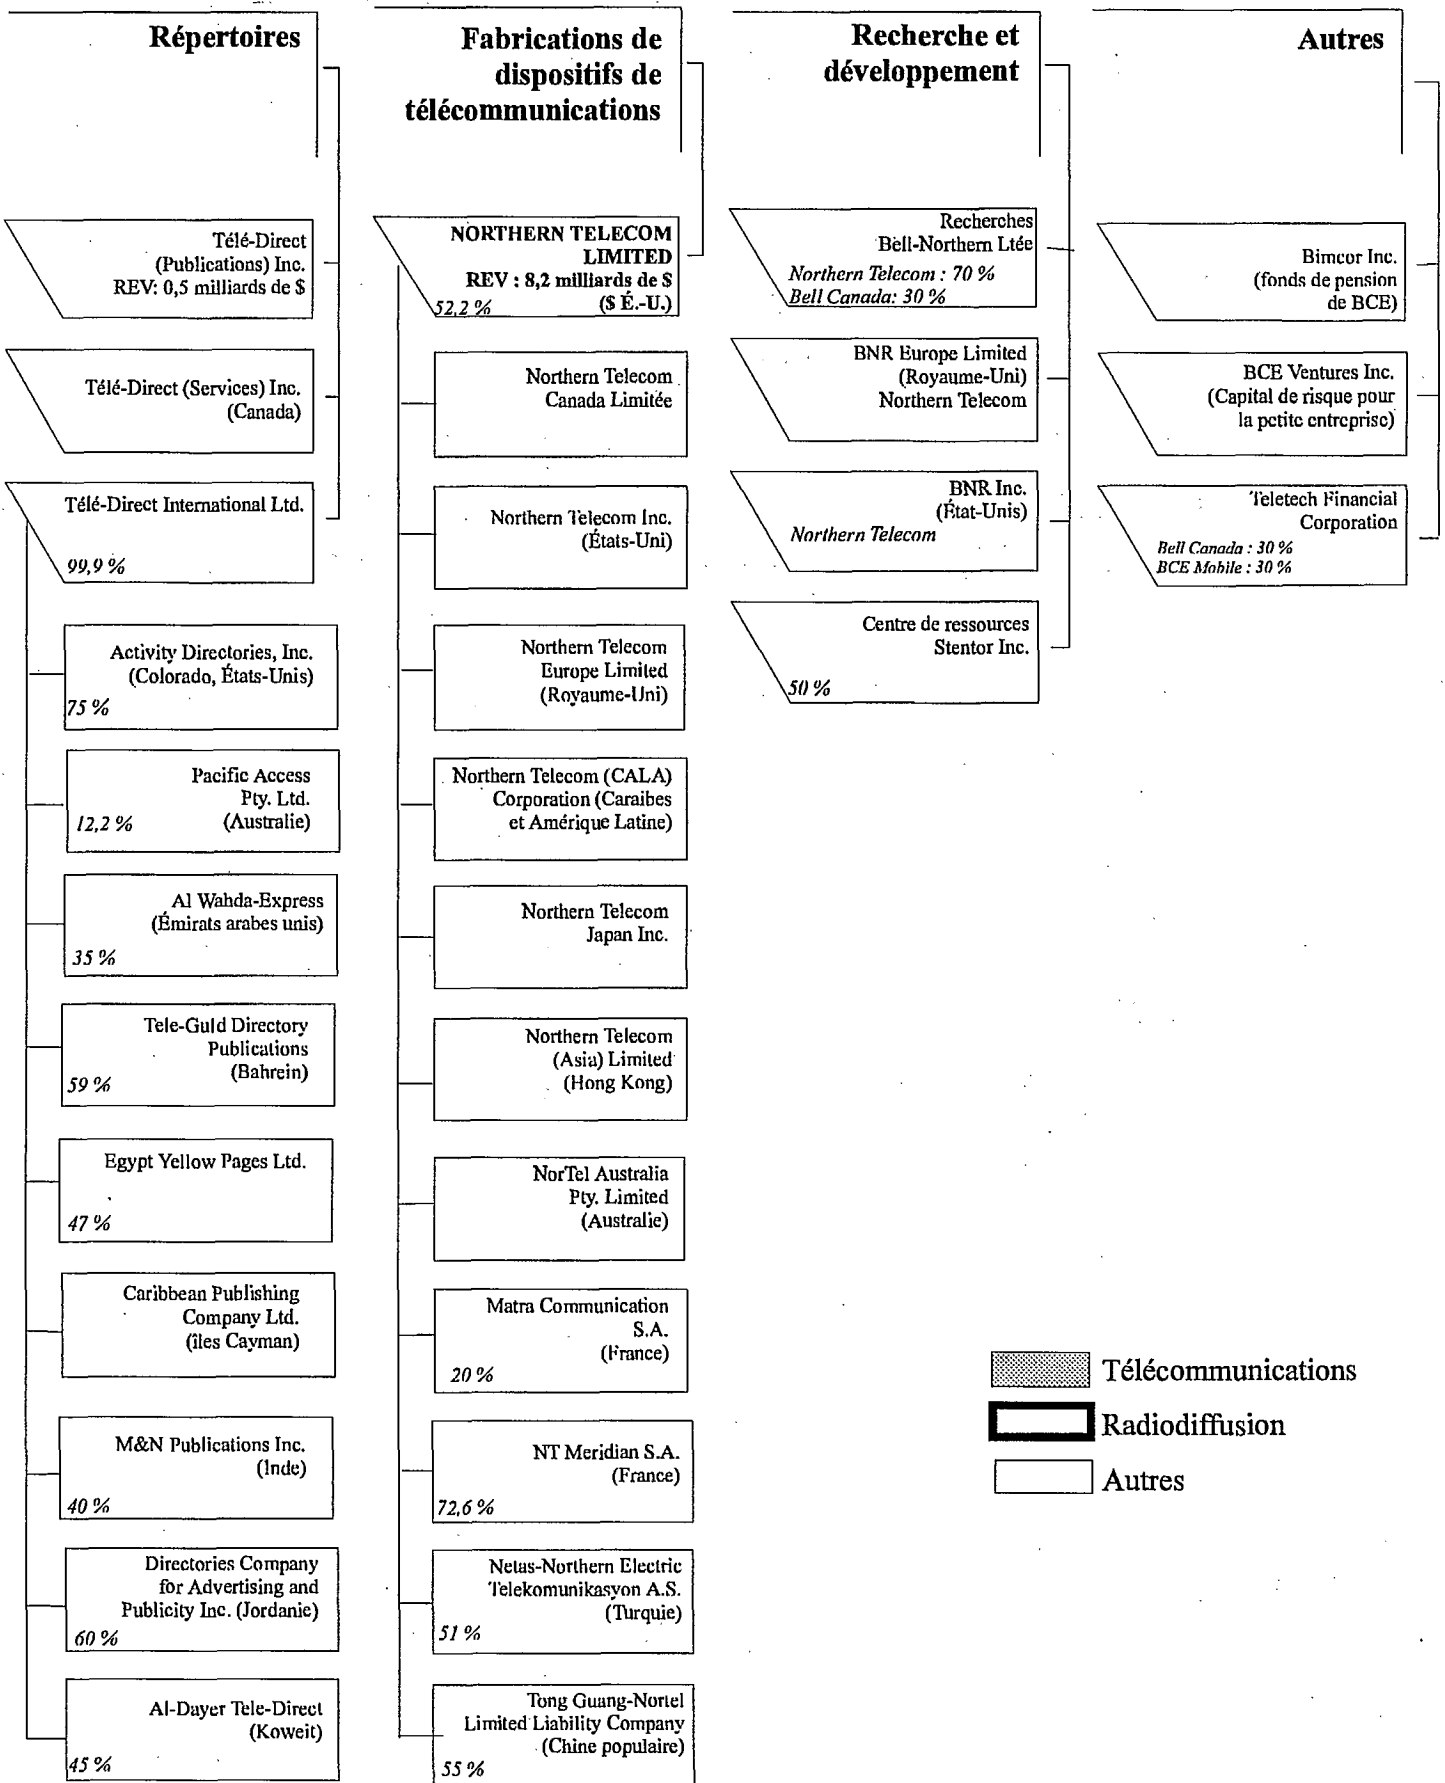 Répertoires
Télé-Direct
(Publications) Inc.
REV: 0,5 milliards de $
Télé-Direct (Services) Inc.
(Canada)
Télé-Direct International Ltd.
99,9 %
Activity Directories, Inc.
(Colorado, États-Unis)
75 %
Pacific Access
Pty. Ltd.
(Australie)
12,2 %
Al Wahda-Express
(Émirats arabes unis)
35 %
Tele-Guld Directory
Publications
(Bahrein)
59 %
Egypt Yellow Pages Ltd.
47 %
Caribbean Publishing
Company Ltd.
(îles Cayman)
M&N Publications Inc.
(Inde)
40 %
Directories Company
for Advertising and
Publicity Inc. (Jordanie)
60 %
Al-Dayer Tele-Direct
(Koweit)
45 %
Fabrications de
dispositifs de
télécommunications
NORTHERN TELECOM
LIMITED
REV : 8,2 milliards de $
($ É.-U.)
52,2 %
Northern Telecom
Canada Limitée
Northern Telecom Inc.
(États-Uni)
Northern Telecom
Europe Limited
(Royaume-Uni)
Northern Telecom (CALA)
Corporation (Caraibes
et Amérique Latine)
Northern Telecom
Japan Inc.
Northern Telecom
(Asia) Limited
(Hong Kong)
NorTel Australia
Pty. Limited
(Australie)
Matra Communication
S.A.
(France)
20 %
NT Meridian S.A.
(France)
72,6 %
Netas-Northern Electric
Telekomunikasyon A.S.
(Turquie)
51 %
Tong Guang-Nortel
Limited Liability Company
(Chine populaire)
55 %
Recherche et
développement
Recherches
Bell-Northern Ltée
Northern Telecom : 70 %
Bell Canada: 30 %
BNR Europe Limited
(Royaume-Uni)
Northern Telecom
BNR Inc.
(État-Unis)
Northern Telecom
Centre de ressources
Stentor Inc.
50 %
Autres
Bimcor Inc.
(fonds de pension
de BCE)
BCE Ventures Inc.
(Capital de risque pour
la petite entreprise)
Teletech Financial
Corporation
Bell Canada : 30 %
BCE Mobile : 30 %
Télécommunications
Radiodiffusion
Autres